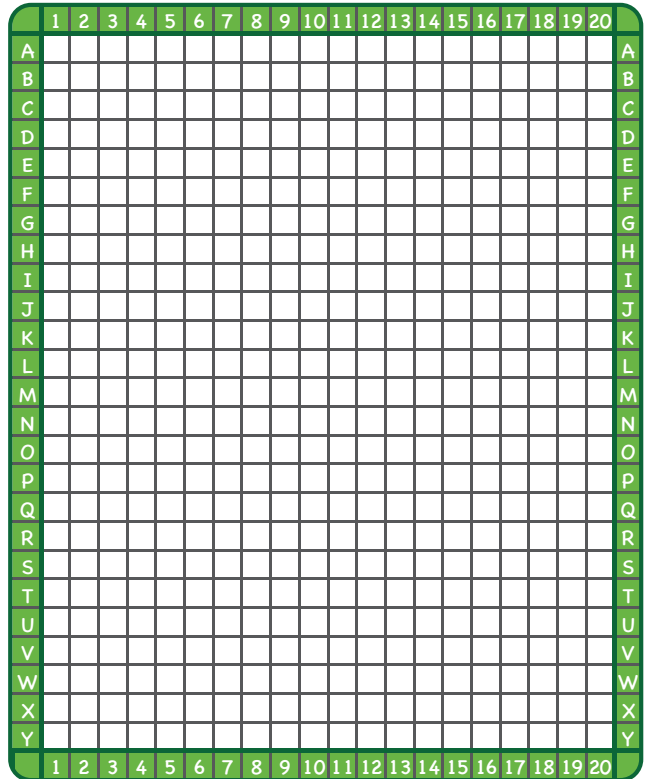 1 2 3 4 5 6 7 8 9 10 11 12 13 14 15 16 17 18 19 20
A A
B B
C C
D D
E E
F F
G G
H H
I I
J J
K K
L L
M M
N N
O O
P P
Q Q
R R
S S
T T
U U
V V
W W
X X
Y Y
1 2 3 4 5 6 7 8 9 10 11 12 13 14 15 16 17 18 19 20